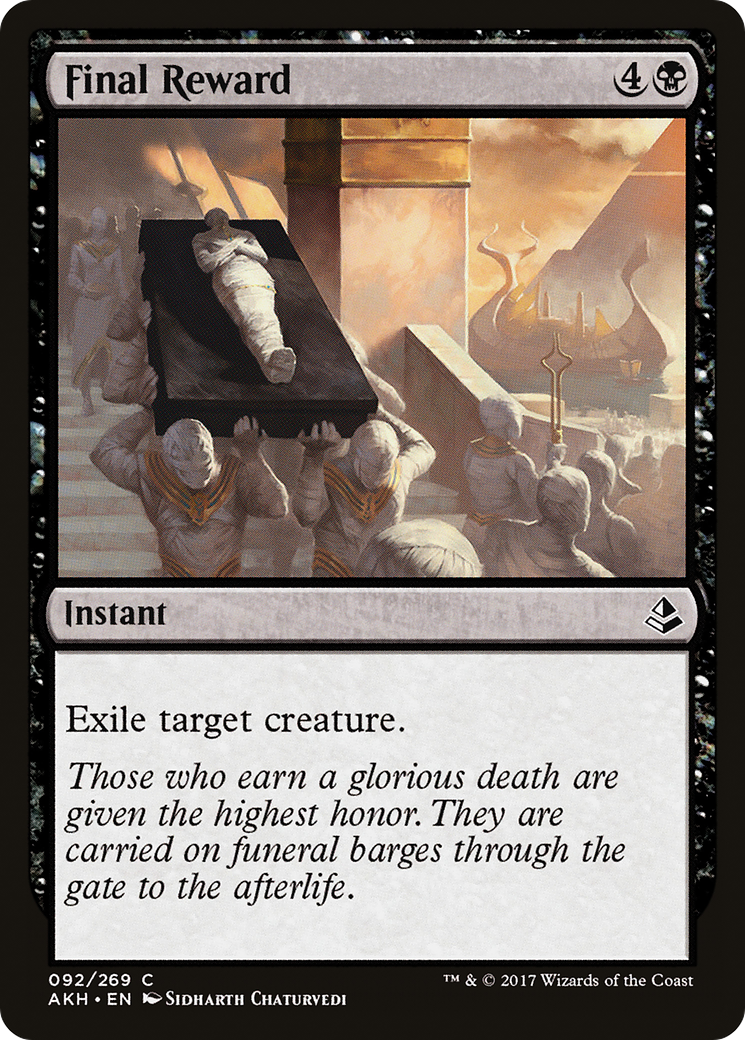 Final Reward 4
Instant
Exile target creature.
Those who earn a glorious death are
given the highest honor. They are
carried on funeral barges through the
gate to the afterlife.
092/269 C
™ & © 2017 Wizards of the Coast
AKH • EN Sidharth Chaturvedi